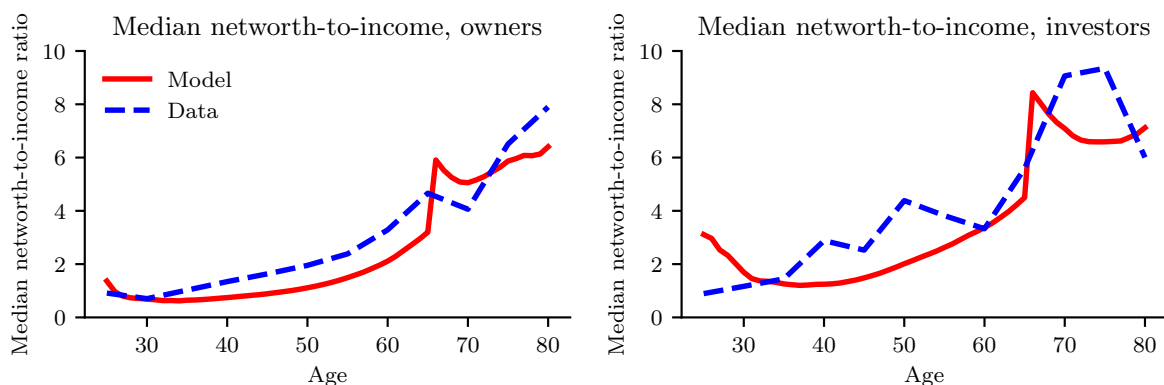 Median networth-to-income, owners
Median networth-to-income ratio
10
8
6
4
2
0
Model
Data
30 40 50 60 70 80
Age
Median networth-to-income, investors
Median networth-to-income ratio
10
8
6
4
2
0
30 40 50 60 70 80
Age